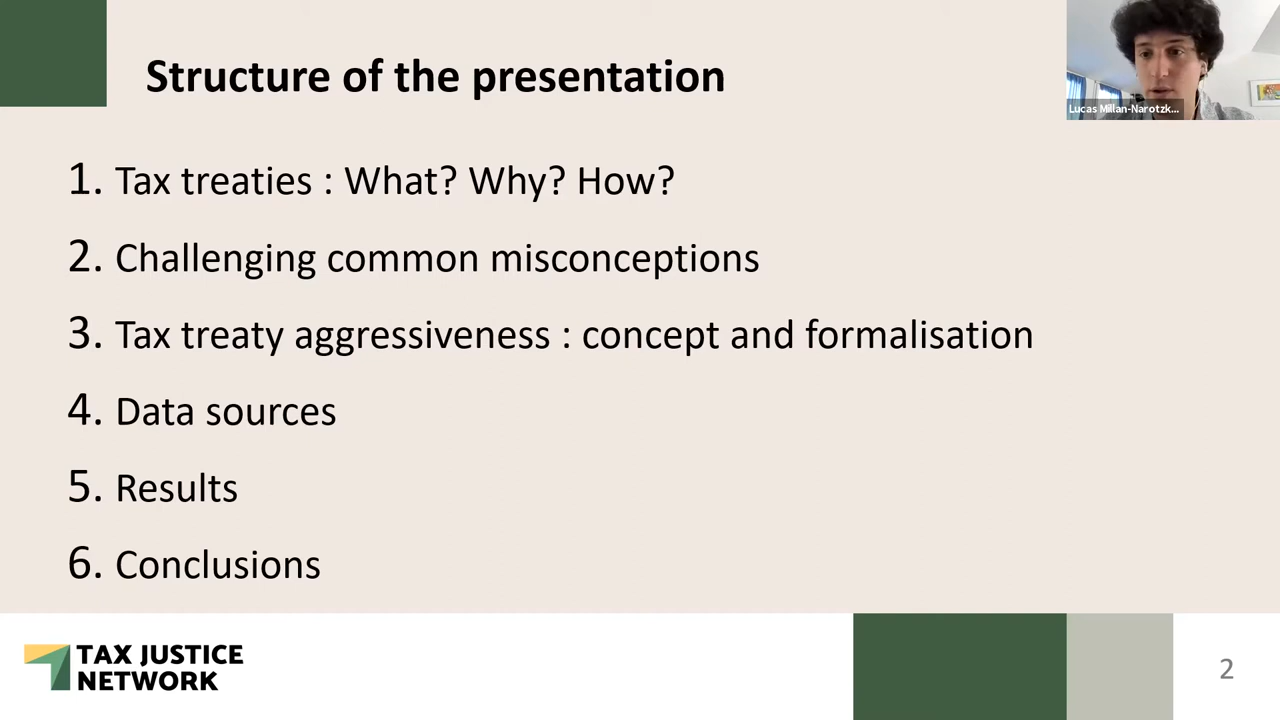 Structure of the presentation
Lucas Millan-Narotzk...
1. Tax treaties : What? Why? How?
2. Challenging common misconceptions
3. Tax treaty aggressiveness : concept and formalisation
4. Data sources
5. Results
6. Conclusions
TAX JUSTICE
NETWORK
2